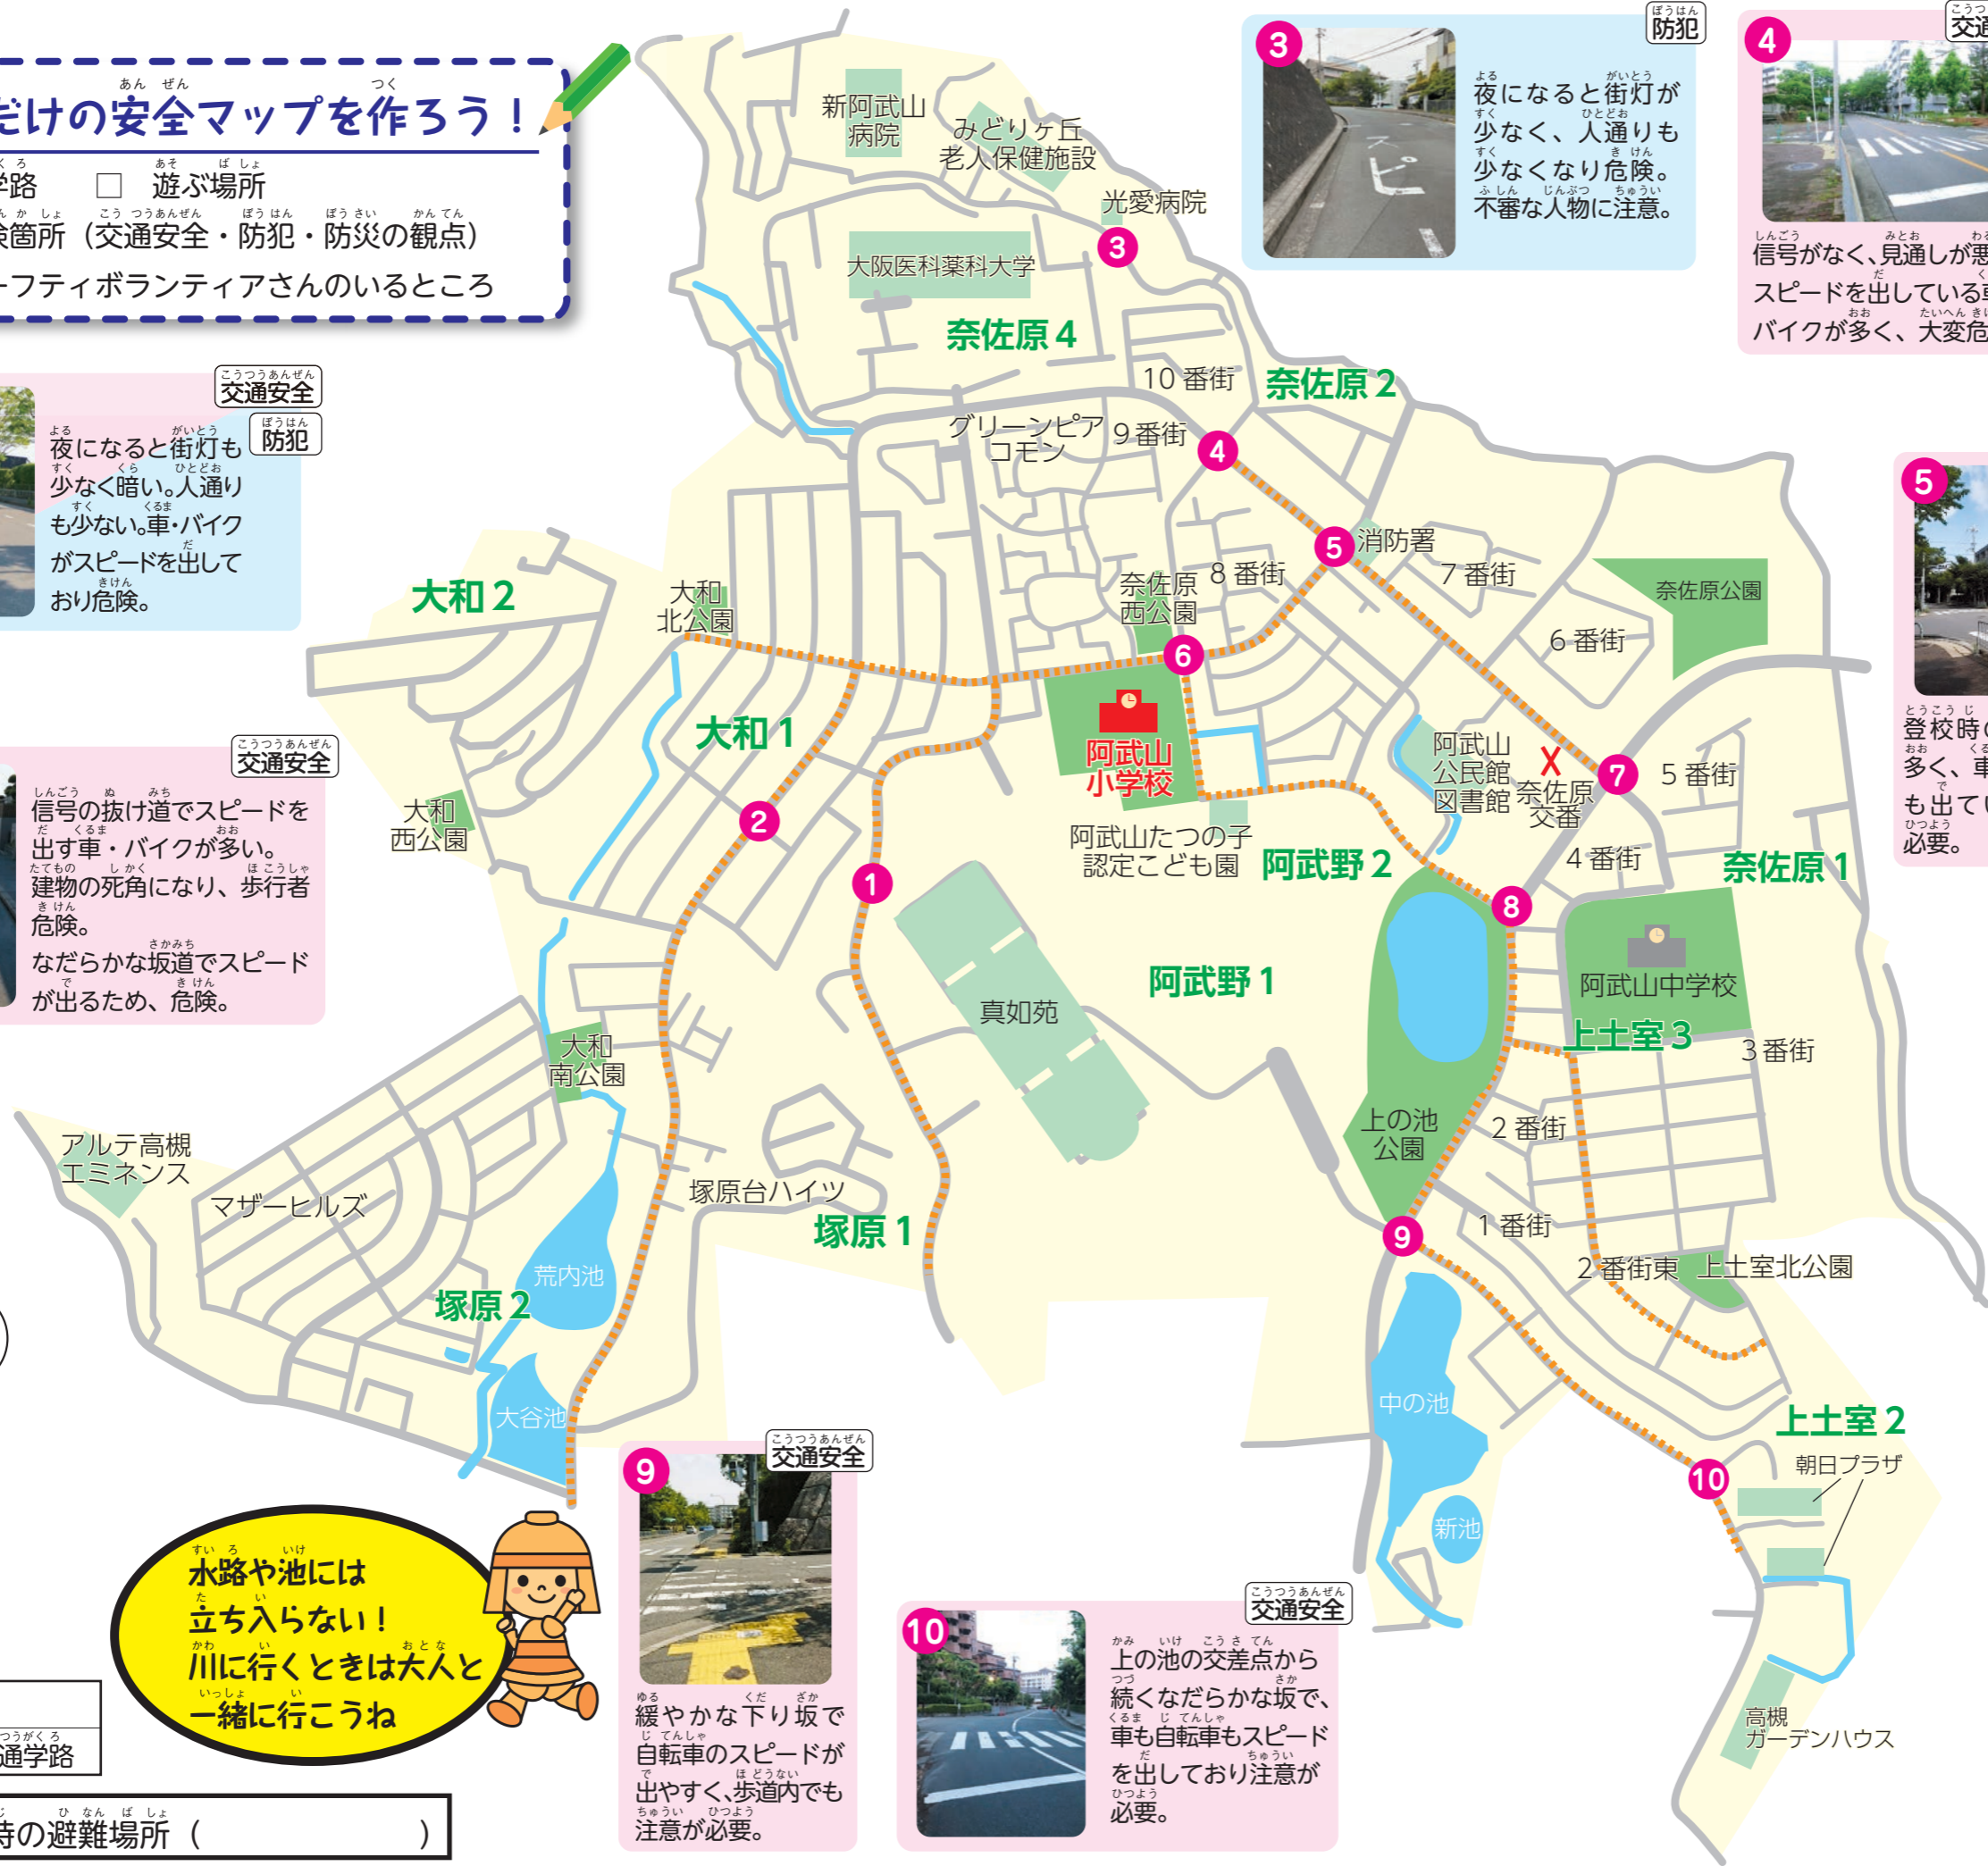 だけの安全マップを作ろう！
学路　□　遊ぶ場所
険箇所（交通安全・防犯・防災の観点）
ーフティボランティアさんのいるところ
交通安全
防犯
夜になると街灯も
少なく暗い。人通り
も少ない。車・バイク
がスピードを出して
おり危険。
交通安全
信号の抜け道でスピードを
出す車・バイクが多い。
建物の死角になり、歩行者
危険。
なだらかな坂道でスピード
が出るため、危険。
3
防犯
夜になると街灯が
少なく、人通りも
少なくなり危険。
不審な人物に注意。
4
交通
信号がなく、見通しが悪
スピードを出している車
バイクが多く、大変危
5
登校時の
多く、車
も出てい
必要。
新阿武山
病院
みどりヶ丘
老人保健施設
光愛病院
3
大阪医科薬科大学
奈佐原4
10番街
奈佐原2
グリーンピア
コモン
9番街
4
5
消防署
7番街
奈佐原
西公園
8番街
奈佐原公園
6番街
6
大和2
大和
北公園
大和1
阿武山
小学校
阿武山
公民館
図書館
奈佐原
交番
7
5番街
大和
西公園
2
1
阿武山たつの子
認定こども園
阿武野2
4番街
奈佐原1
8
阿武山中学校
阿武野1
真如苑
上土室3
3番街
大和
南公園
上の池
公園
2番街
アルテ高槻
エミネンス
マザーヒルズ
塚原台ハイツ
塚原1
9
1番街
2番街東
上土室北公園
荒内池
塚原2
大谷池
中の池
上土室2
朝日プラザ
10
新池
高槻
ガーデンハウス
9
交通安全
緩やかな下り坂で
自転車のスピードが
出やすく、歩道内でも
注意が必要。
10
交通安全
上の池の交差点から
続くなだらかな坂で、
車も自転車もスピード
を出しており注意が
必要。
水路や池には
立ち入らない！
川に行くときは大人と
一緒に行こうね
通学路
時の避難場所（　　　　　　）